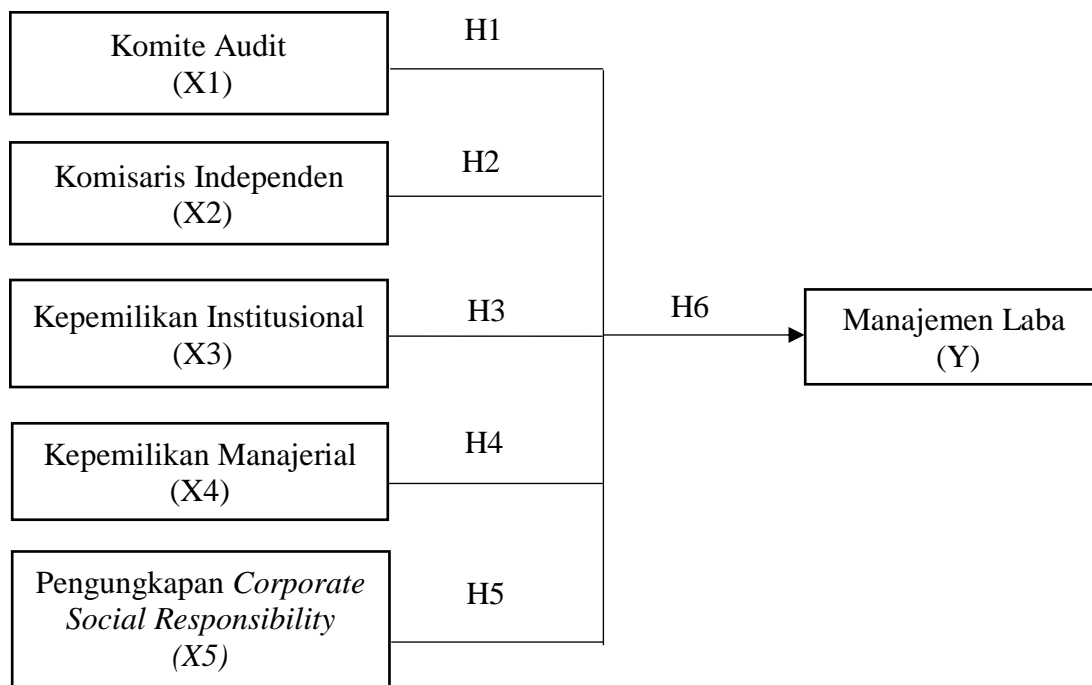 H1
Komite Audit
(X1)
H2
Komisaris Independen
(X2)
H3
Kepemilikan Institusional
(X3)
H6
Manajemen Laba
(Y)
H4
Kepemilikan Manajerial
(X4)
H5
Pengungkapan Corporate
Social Responsibility
(X5)